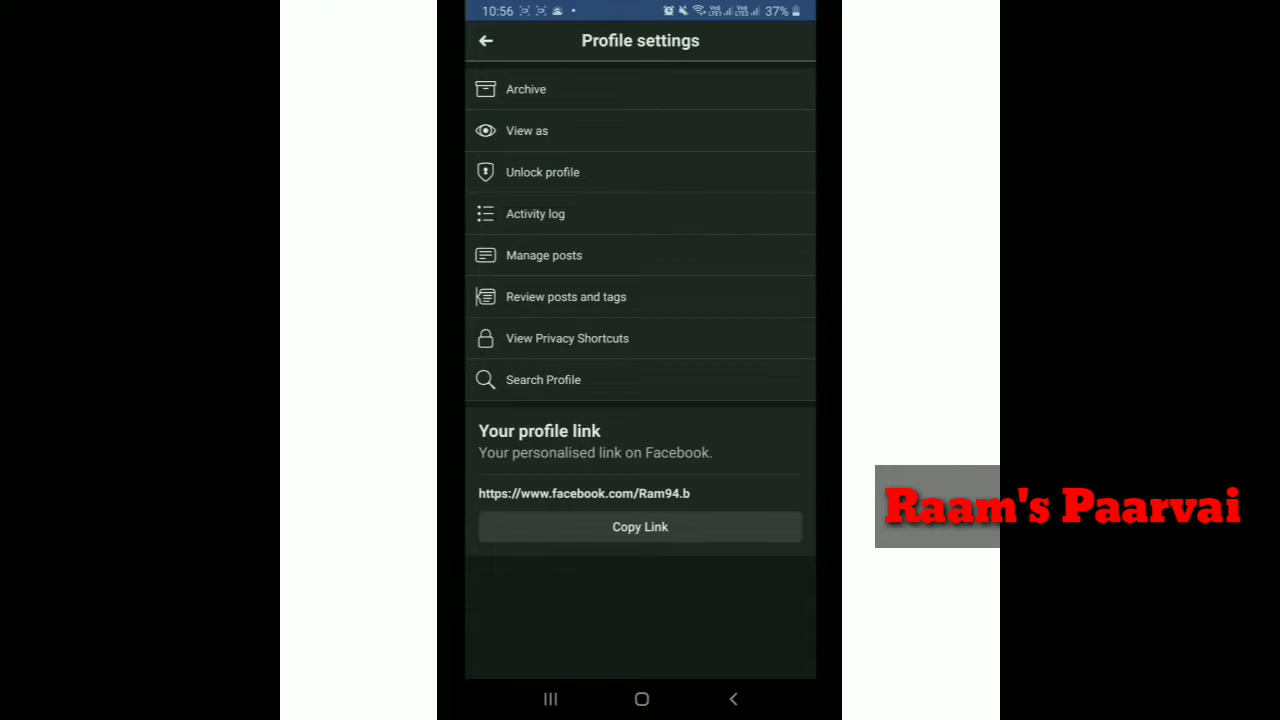 10:56
37%
Profile settings
Archive
View as
Unlock profile
Activity log
Manage posts
Review posts and tags
View Privacy Shortcuts
Search Profile
Your profile link
Your personalised link on Facebook.
https://www.facebook.com/Ram94.b
Copy Link
Raam's Paarvai